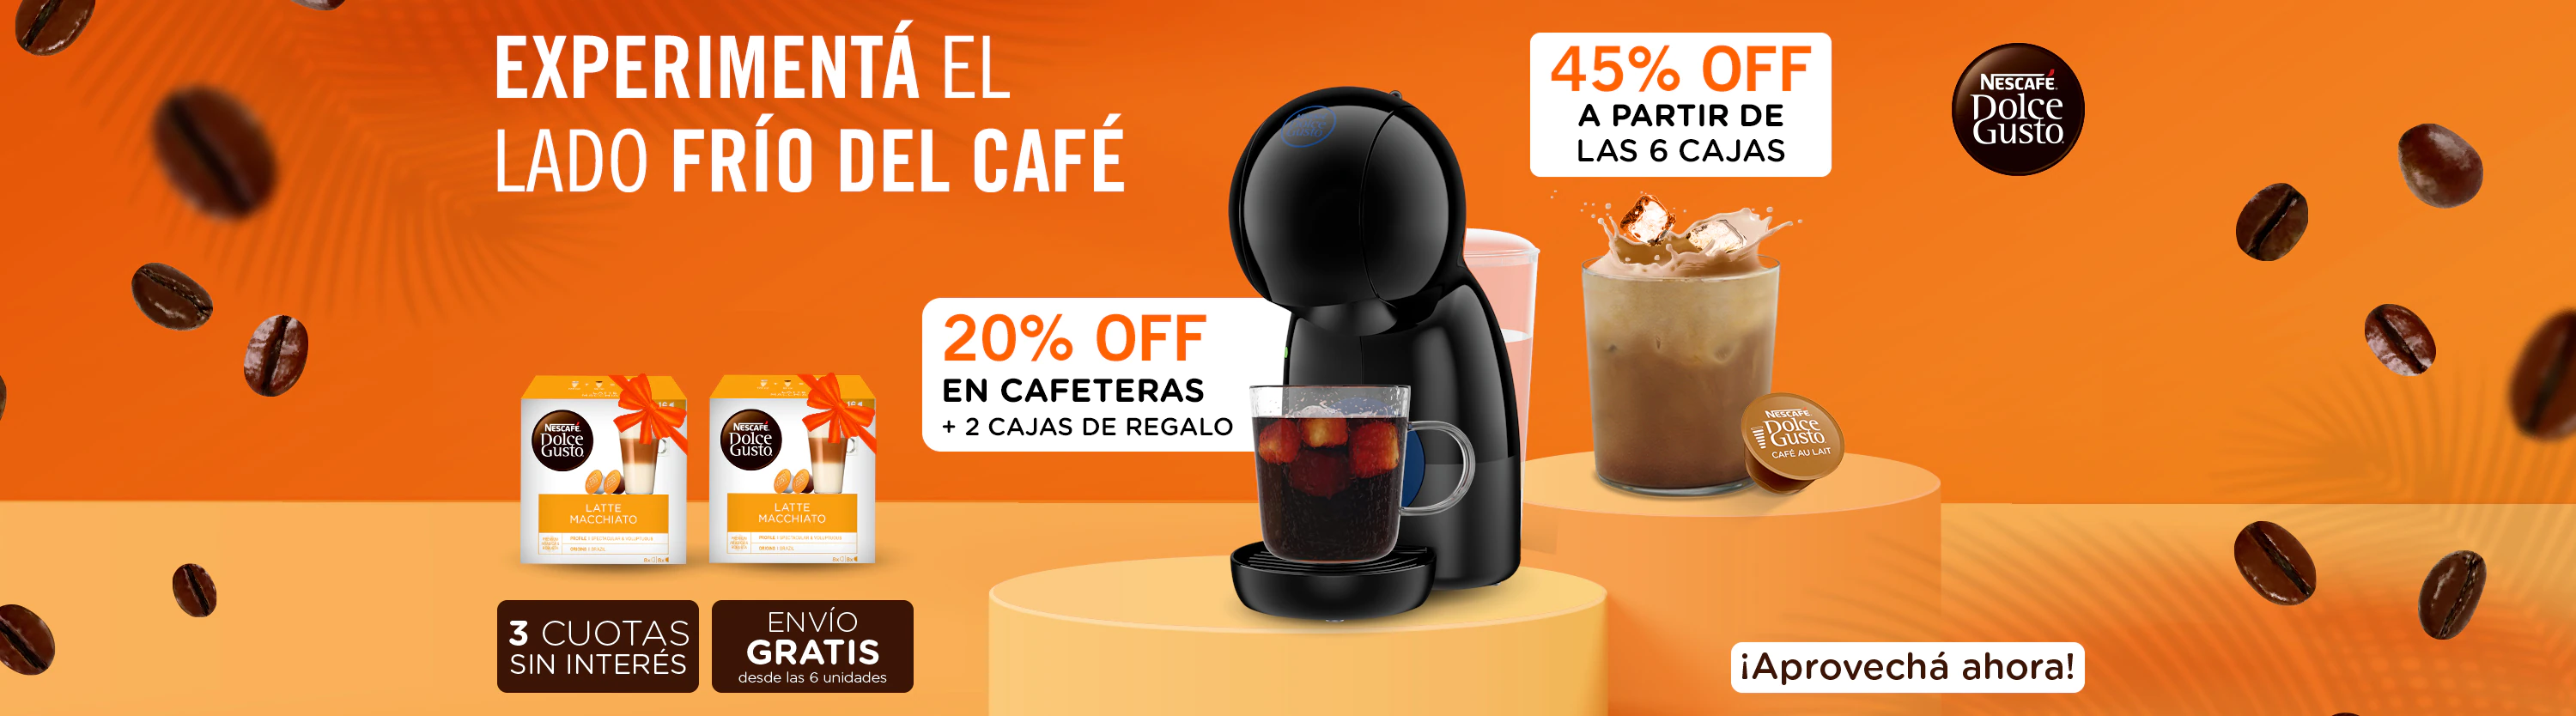 EXPERIMENTÁ EL
LADO FRÍO DEL CAFÉ
45% OFF
A PARTIR DE
LAS 6 CAJAS
NESCAFÉ
Dolce
Gusto
20% OFF
EN CAFETERAS
+ 2 CAJAS DE REGALO
NESCAFÉ
Dolce
Gusto
CAFÉ AU LAIT
NESCAFÉ
Dolce
Gusto
LATTE
MACCHIATO
NESCAFÉ
Dolce
Gusto
LATTE
MACCHIATO
3 CUOTAS
SIN INTERÉS
ENVÍO
GRATIS
desde las 6 unidades
¡Aprovechá ahora!